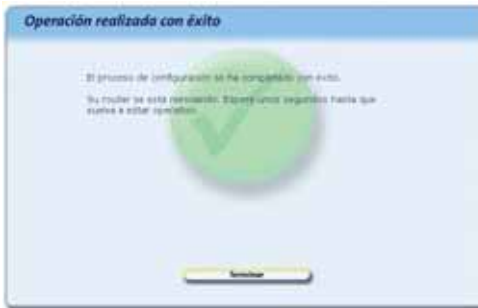 Operación realizada con éxito
El proceso de configuración se ha completado con éxito.
Su router se está reiniciando. Espere unos segundos hasta que
vuelva a estar operativo.
Terminar